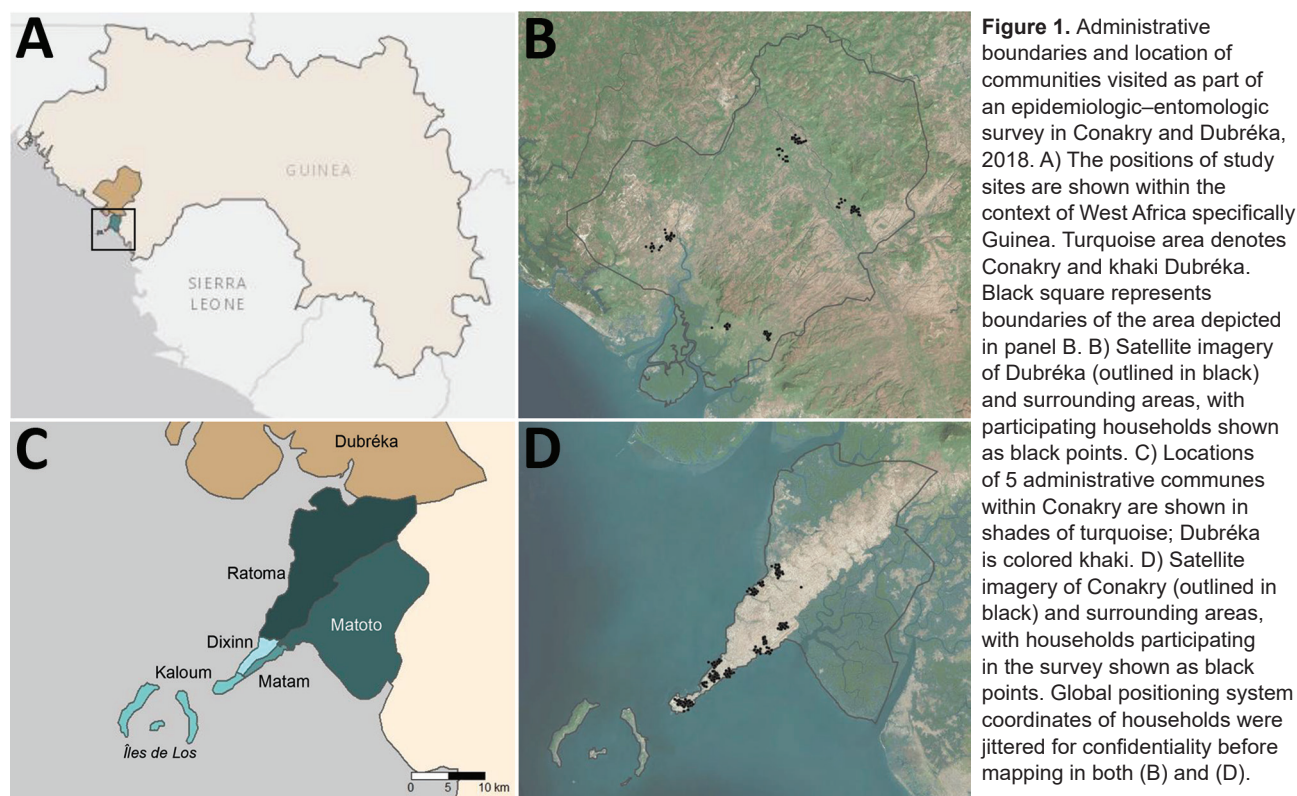 A
GUINEA
SIERRA
LEONE
B
C
Dubréka
Ratoma
Matoto
Dixinn
Kaloum
Matam
Îles de Los
0 5 10 km
D
Figure 1. Administrative
boundaries and location of
communities visited as part of
an epidemiologic–entomologic
survey in Conakry and Dubréka,
2018. A) The positions of study
sites are shown within the
context of West Africa specifically
Guinea. Turquoise area denotes
Conakry and khaki Dubréka.
Black square represents
boundaries of the area depicted
in panel B. B) Satellite imagery
of Dubréka (outlined in black)
and surrounding areas, with
participating households shown
as black points. C) Locations
of 5 administrative communes
within Conakry are shown in
shades of turquoise; Dubréka
is colored khaki. D) Satellite
imagery of Conakry (outlined in
black) and surrounding areas,
with households participating
in the survey shown as black
points. Global positioning system
coordinates of households were
jittered for confidentiality before
mapping in both (B) and (D).